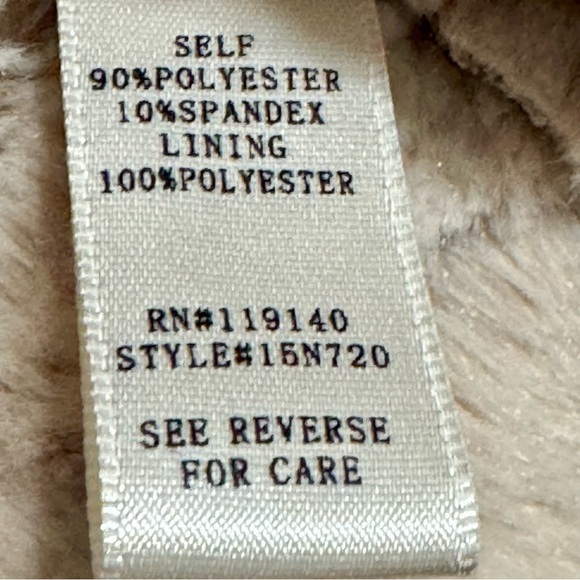 SELF
90%POLYESTER
10%SPANDEX
LINING
100%POLYESTER
RN#119140
STYLE#15N720
SEE REVERSE
FOR CARE